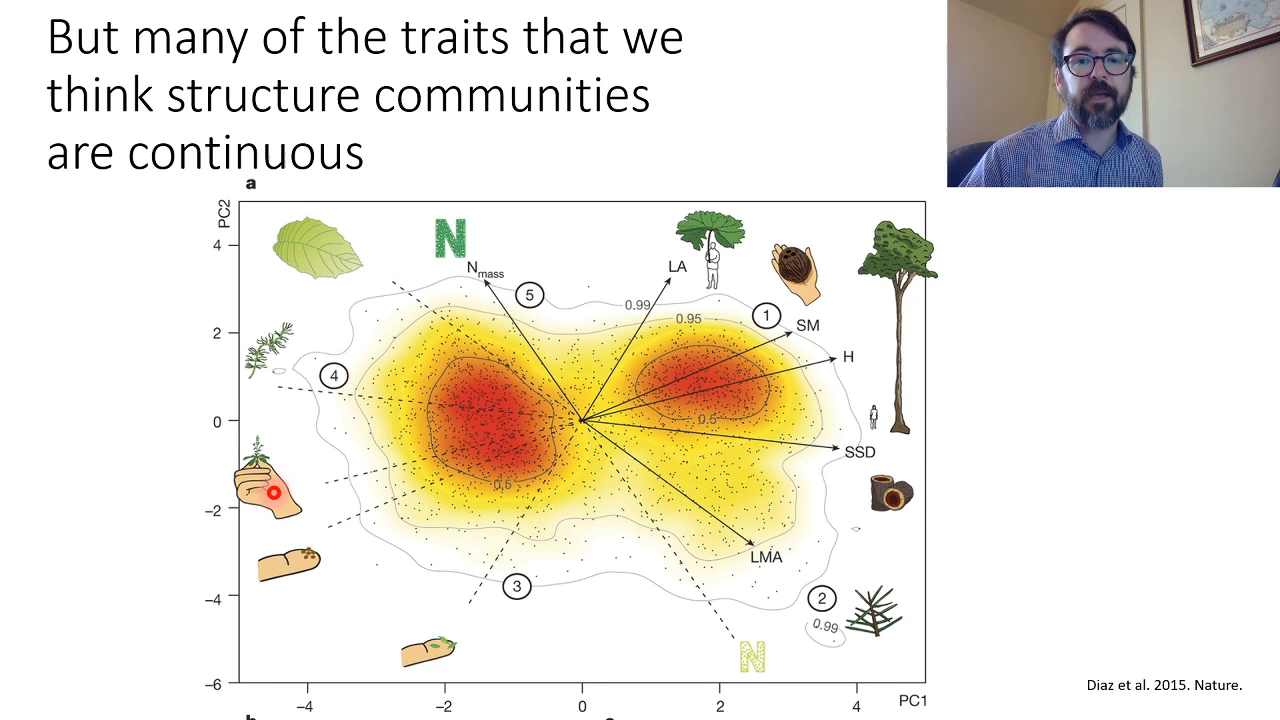 But many of the traits that we
think structure communities
are continuous
a
PC2
4
2
0
−2
−4
−6
N
Nmass
5
LA
0.99
0.95
1
SM
H
4
0.5
SSD
0.5
LMA
3
2
0.99
N
−4
−2
0
2
4
PC1
Diaz et al. 2015. Nature.